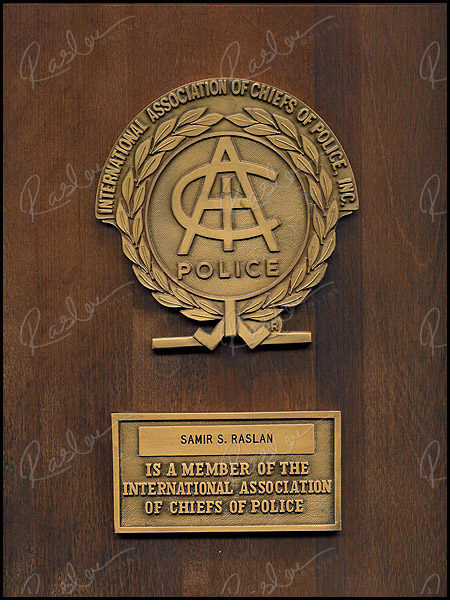 INTERNATIONAL ASSOCIATION OF CHIEFS OF POLICE, INC.
POLICE
®
SAMIR S. RASLAN
IS A MEMBER OF THE
INTERNATIONAL ASSOCIATION
OF CHIEFS OF POLICE
Raslan